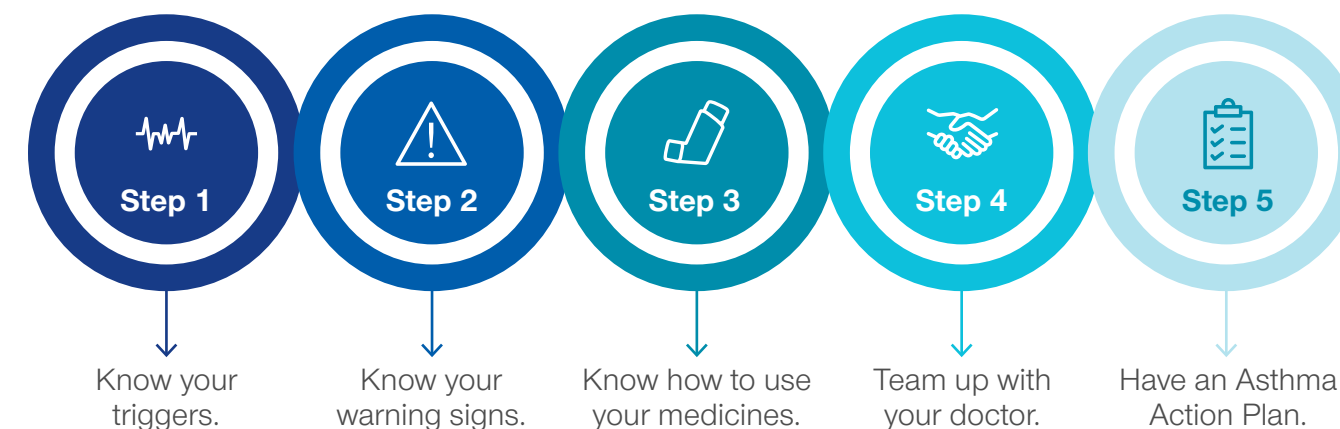 Step 1
Step 2
Step 3
Step 4
Step 5
Know your
triggers.
Know your
warning signs.
Know how to use
your medicines.
Team up with
your doctor.
Have an Asthma
Action Plan.